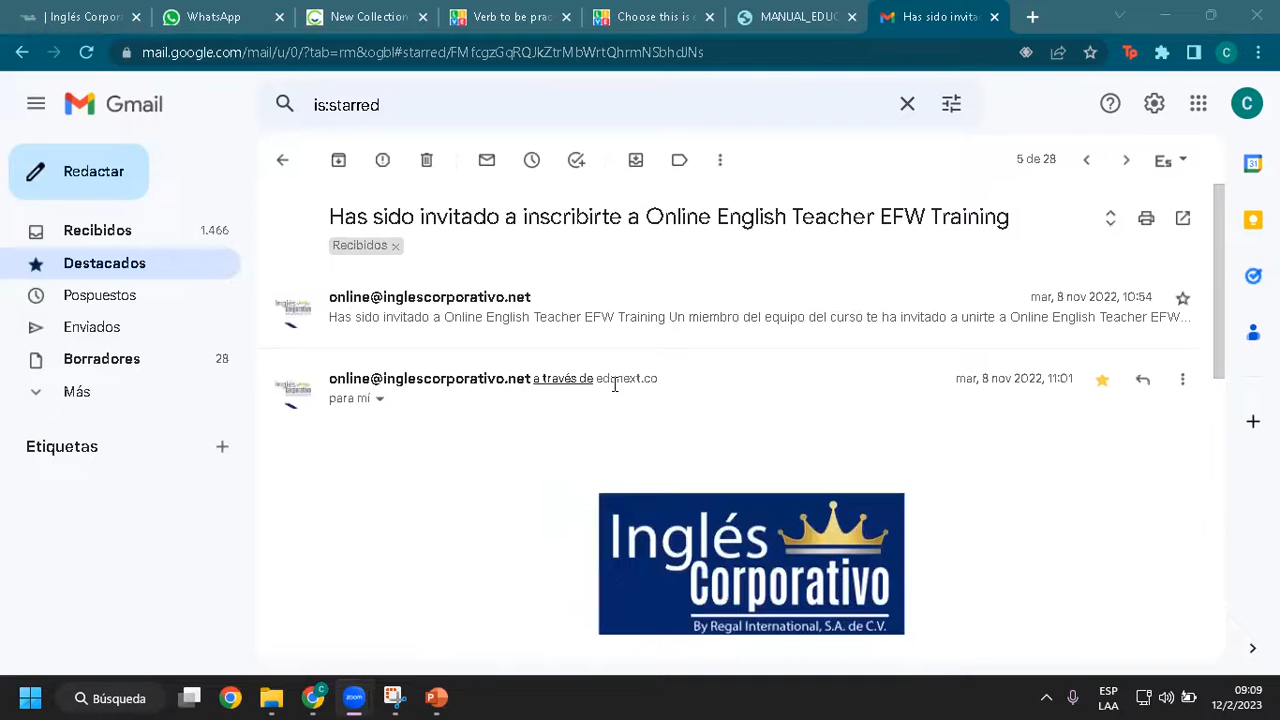 | Inglés Corpora
WhatsApp
New Collection
Verb to be prac
Choose this is o
MANUAL_EDUC
Has sido invita
mail.google.com/mail/u/0/?tab=rm&ogbl#starred/FMfcgzGqRQJkZtrMbWrtQhrmNSbhdJNs
C
Gmail
is:starred
C
Redactar
5 de 28
Es
Recibidos 1.466
Destacados
Pospuestos
Enviados
Borradores 28
Más
Etiquetas
Has sido invitado a inscribirte a Online English Teacher EFW Training
Recibidos x
online@inglescorporativo.net mar, 8 nov 2022, 10:54
Has sido invitado a Online English Teacher EFW Training Un miembro del equipo del curso te ha invitado a unirte a Online English Teacher EFW...
online@inglescorporativo.net a través de edunext.co mar, 8 nov 2022, 11:01
para mí
Inglés
Corporativo
By Regal International, S.A. de C.V.
31
Búsqueda
zoom
ESP
LAA
09:09
12/2/2023